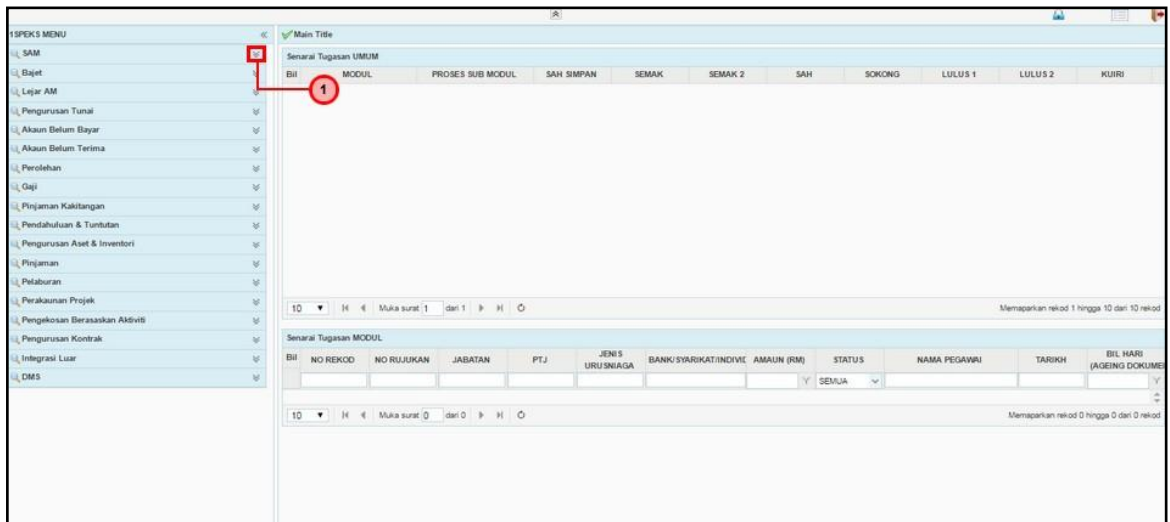 1SPEKS MENU
Main Title
SAM
Bajet
Lejar AM
Pengurusan Tunai
Akaun Belum Bayar
Akaun Belum Terima
Perolehan
Gaji
Pinjaman Kakitangan
Pendahuluan & Tuntutan
Pengurusan Aset & Inventori
Pinjaman
Pelaburan
Perakaunan Projek
Pengekosan Berasaskan Aktiviti
Pengurusan Kontrak
Integrasi Luar
DMS
1
Senarai Tugasan UMUM
Bil MODUL PROSES SUB MODUL SAH SIMPAN SEMAK SEMAK 2 SAH SOKONG LULUS 1 LULUS 2 KUIRI
10 Muka surat 1 dari 1 Memaparkan rekod 1 hingga 10 dari 10 rekod
Senarai Tugasan MODUL
Bil NO REKOD NO RUJUKAN JABATAN PTJ JENIS URUSNIAGA BANK/SYARIKAT/INDIVID AMAUN (RM) STATUS NAMA PEGAWAI TARIKH BIL HARI (AGEING DOKUMEN
SEMUA
10 Muka surat 0 dari 0 Memaparkan rekod 0 hingga 0 dari 0 rekod